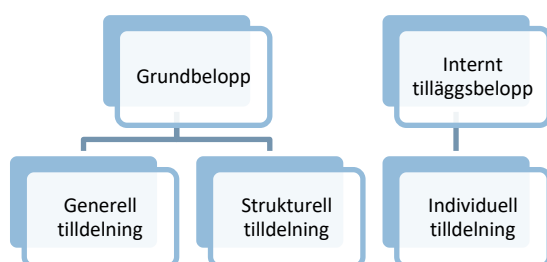 Grundbelopp
Internt
tilläggsbelopp
Generell
tilldelning
Strukturell
tilldelning
Individuell
tilldelning